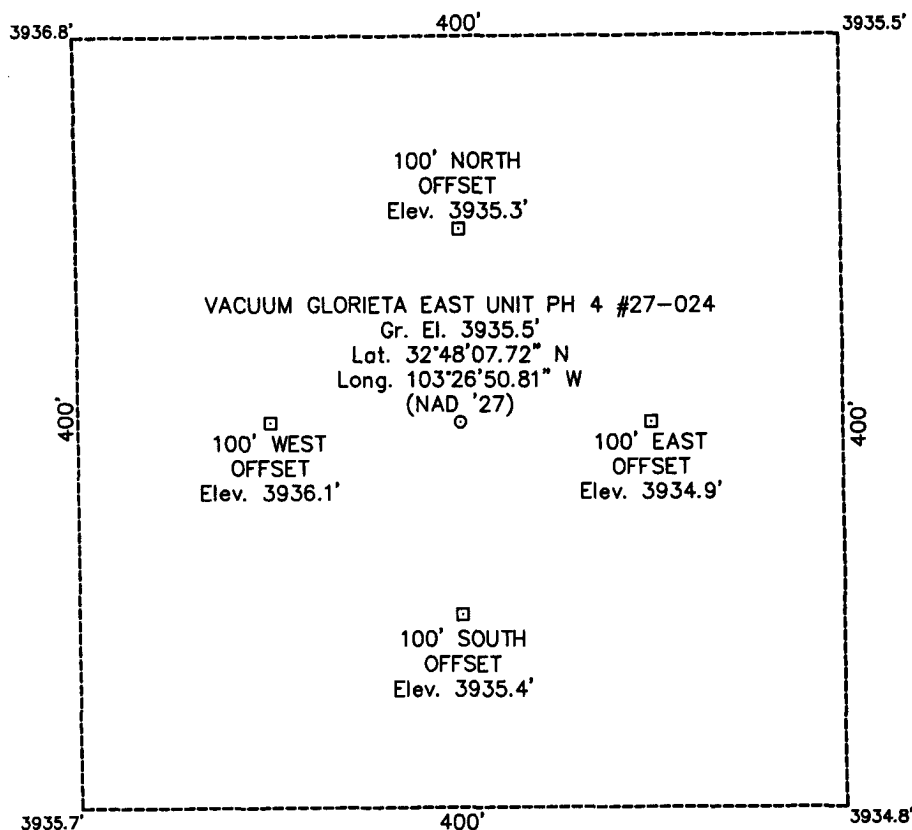 3936.8'
400'
3935.5'
100' NORTH
OFFSET
Elev. 3935.3'
VACUUM GLORIETA EAST UNIT PH 4 #27-024
Gr. El. 3935.5'
Lat. 32°48'07.72" N
Long. 103°26'50.81" W
(NAD '27)
400'
100' WEST
OFFSET
Elev. 3936.1'
100' EAST
OFFSET
Elev. 3934.9'
400'
100' SOUTH
OFFSET
Elev. 3935.4'
3935.7'
400'
3934.8'